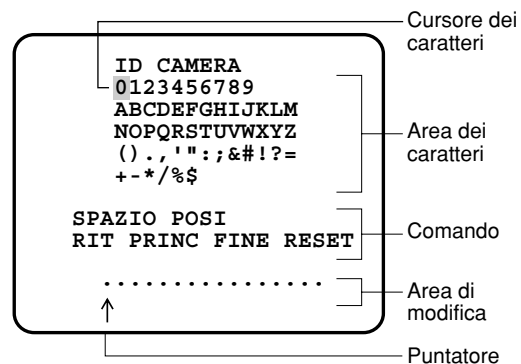 Cursore dei
caratteri
ID CAMERA
0123456789
ABCDEFGHIJKLM
NOPQRSTUVWXYZ
().,'":;&#!?=
+-*/%$
Area dei
caratteri
SPAZIO POSI
RIT PRINC FINE RESET
Comando
................
Area di
modifica
Puntatore